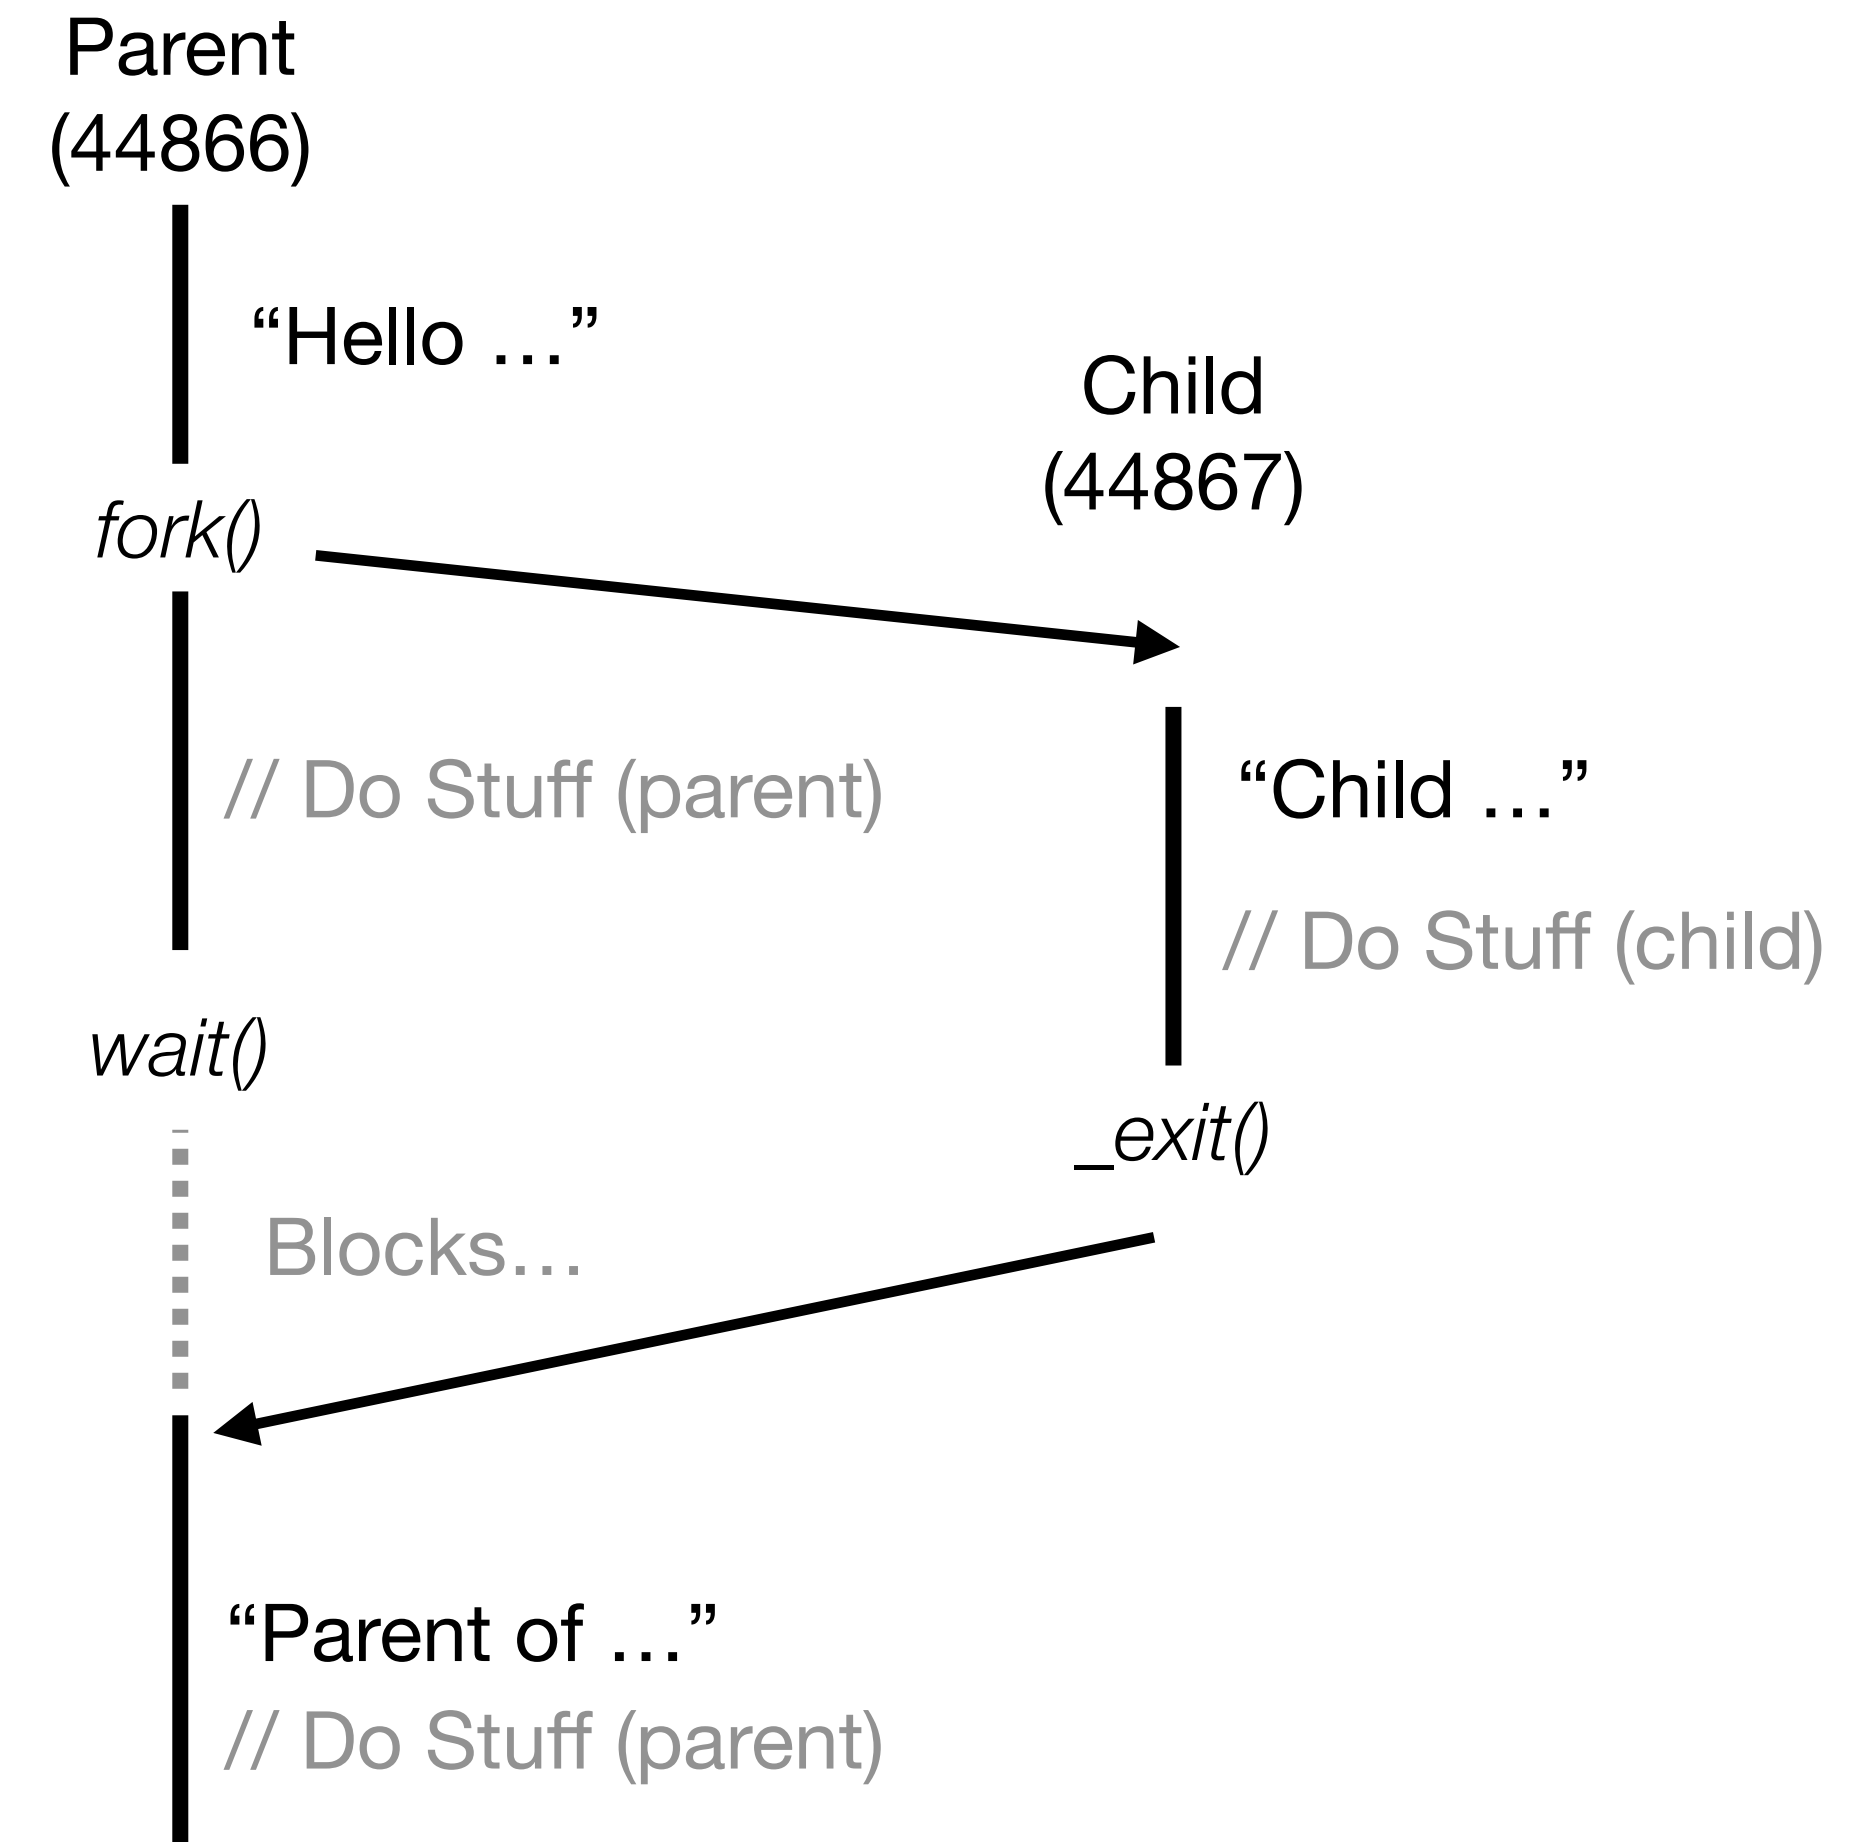 Parent
(44866)
“Hello …”
Child
(44867)
fork()
// Do Stuff (parent)
“Child …”
// Do Stuff (child)
wait()
_exit()
Blocks…
“Parent of …”
// Do Stuff (parent)